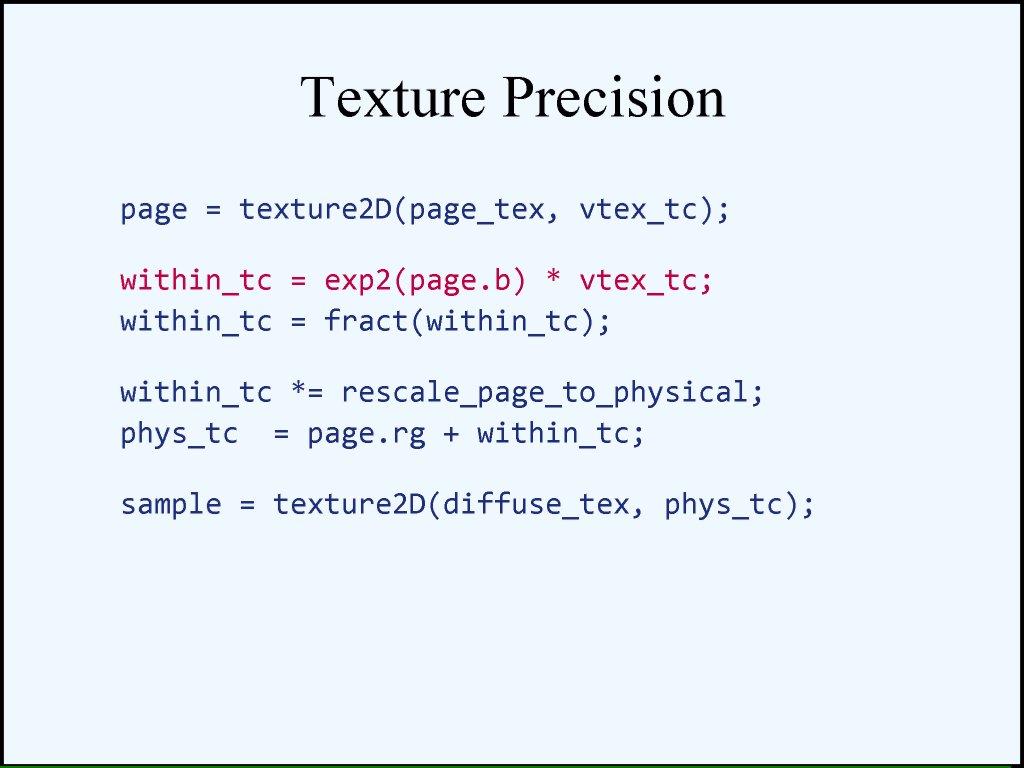 Texture Precision
page = texture2D(page_tex, vtex_tc);
within_tc = exp2(page.b) * vtex_tc;
within_tc = fract(within_tc);
within_tc *= rescale_page_to_physical;
phys_tc  = page.rg + within_tc;
sample = texture2D(diffuse_tex, phys_tc);